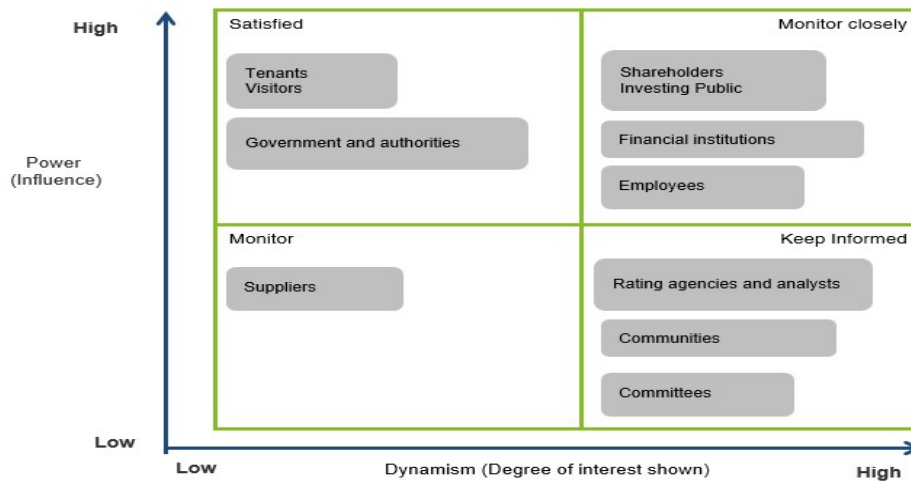 High
Satisfied
Monitor closely
Tenants
Visitors
Shareholders
Investing Public
Government and authorities
Financial institutions
Employees
Power
(Influence)
Monitor
Keep Informed
Suppliers
Rating agencies and analysts
Communities
Committees
Low
Low
Dynamism (Degree of interest shown)
High